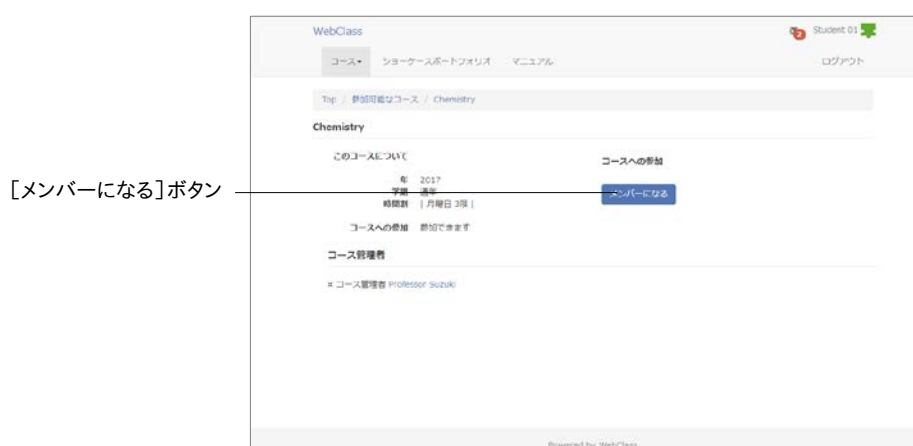 WebClass
2 Student 01
コース ショーケースポートフォリオ マニュアル ログアウト
Top / 参加可能なコース / Chemistry
Chemistry
このコースについて
コースへの参加
年 2017
学期 通年
時間割 | 月曜日 3限 |
[メンバーになる]ボタン
メンバーになる
コースへの参加 参加できます
コース管理者
コース管理者 Professor Suzuki
Powered by WebClass